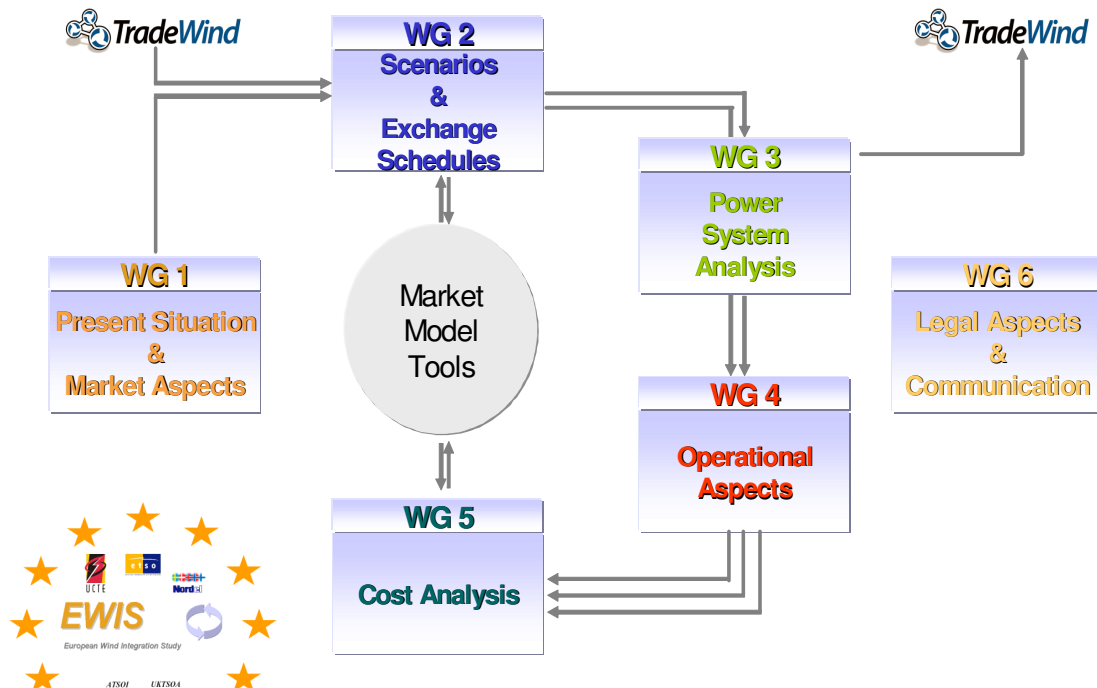 TradeWind
TradeWind
WG 2
Scenarios
&
Exchange
Schedules
WG 3
Power
System
Analysis
WG 1
Present Situation
&
Market Aspects
Market
Model
Tools
WG 6
Legal Aspects
&
Communication
WG 4
Operational
Aspects
WG 5
Cost Analysis
UCTE
etso
Nordel
EWIS
European Wind Integration Study
ATSOI UKTSOA